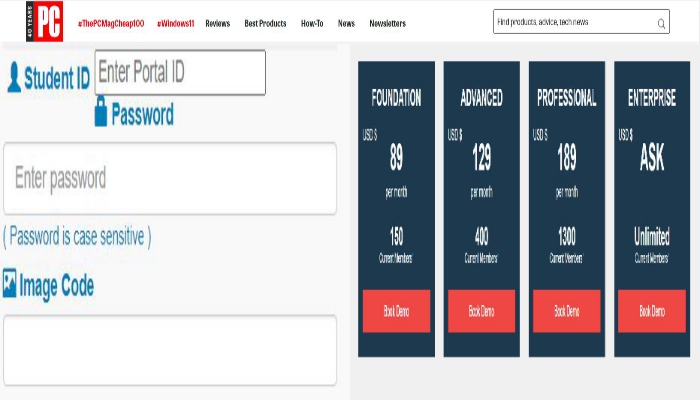 40 YEARS PC #ThePCMagCheap100 #Windows11 Reviews Best Products How-To News Newsletters Find products, advice, tech news
Student ID Enter Portal ID
Password
Enter password
( Password is case sensitive )
Image Code
FOUNDATION
USD $
89
per month
150
Current Members*
Book Demo
ADVANCED
USD $
129
per month
400
Current Members*
Book Demo
PROFESSIONAL
USD $
189
per month
1300
Current Members*
Book Demo
ENTERPRISE
USD $
ASK
Unlimited
Current Members*
Book Demo